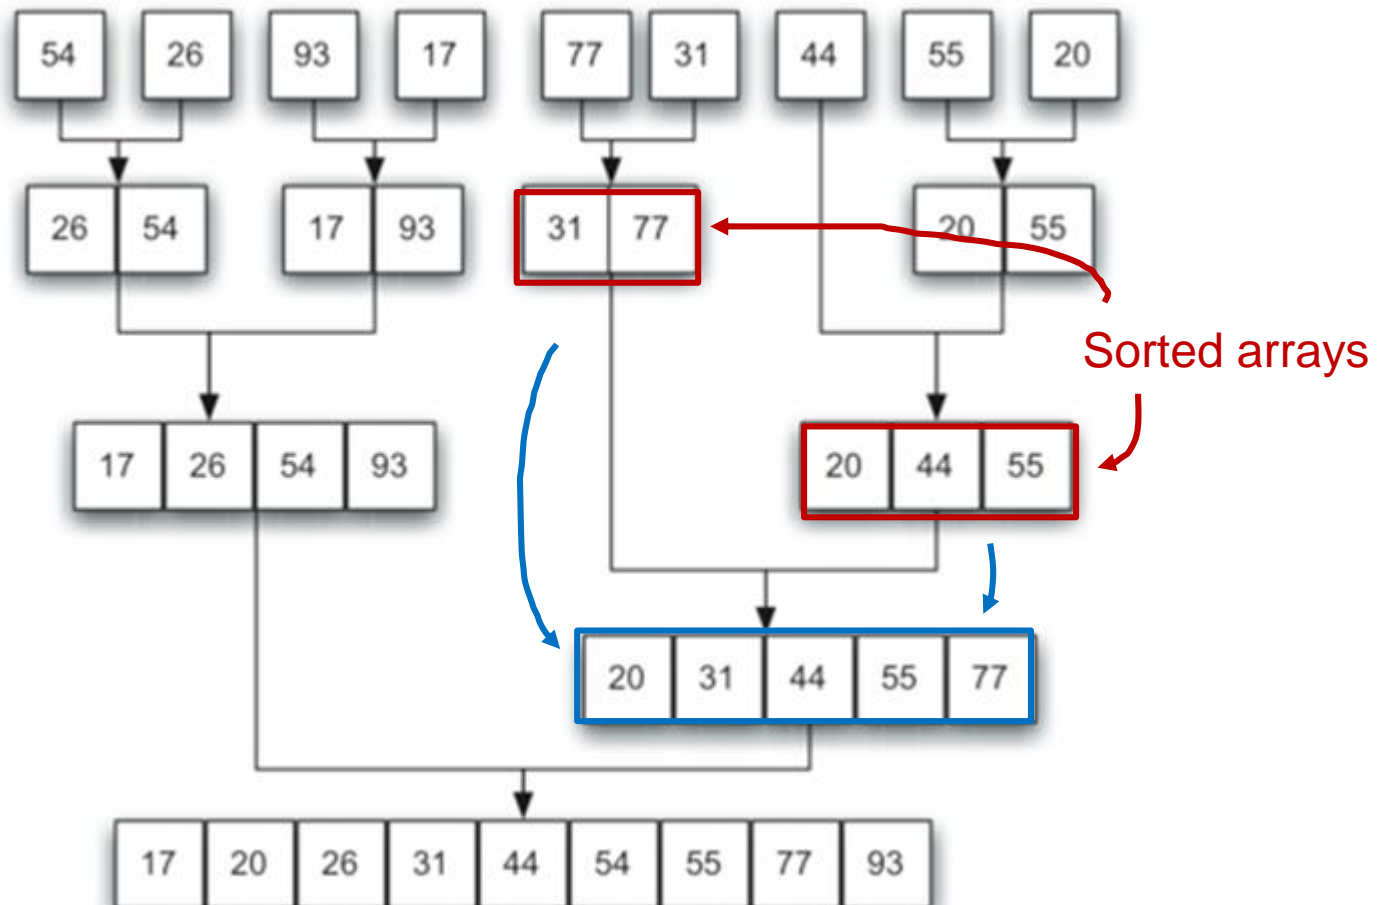 54 26 93 17 77 31 44 55 20
26 54 17 93 31 77 20 55
Sorted arrays
17 26 54 93 20 44 55
20 31 44 55 77
17 20 26 31 44 54 55 77 93